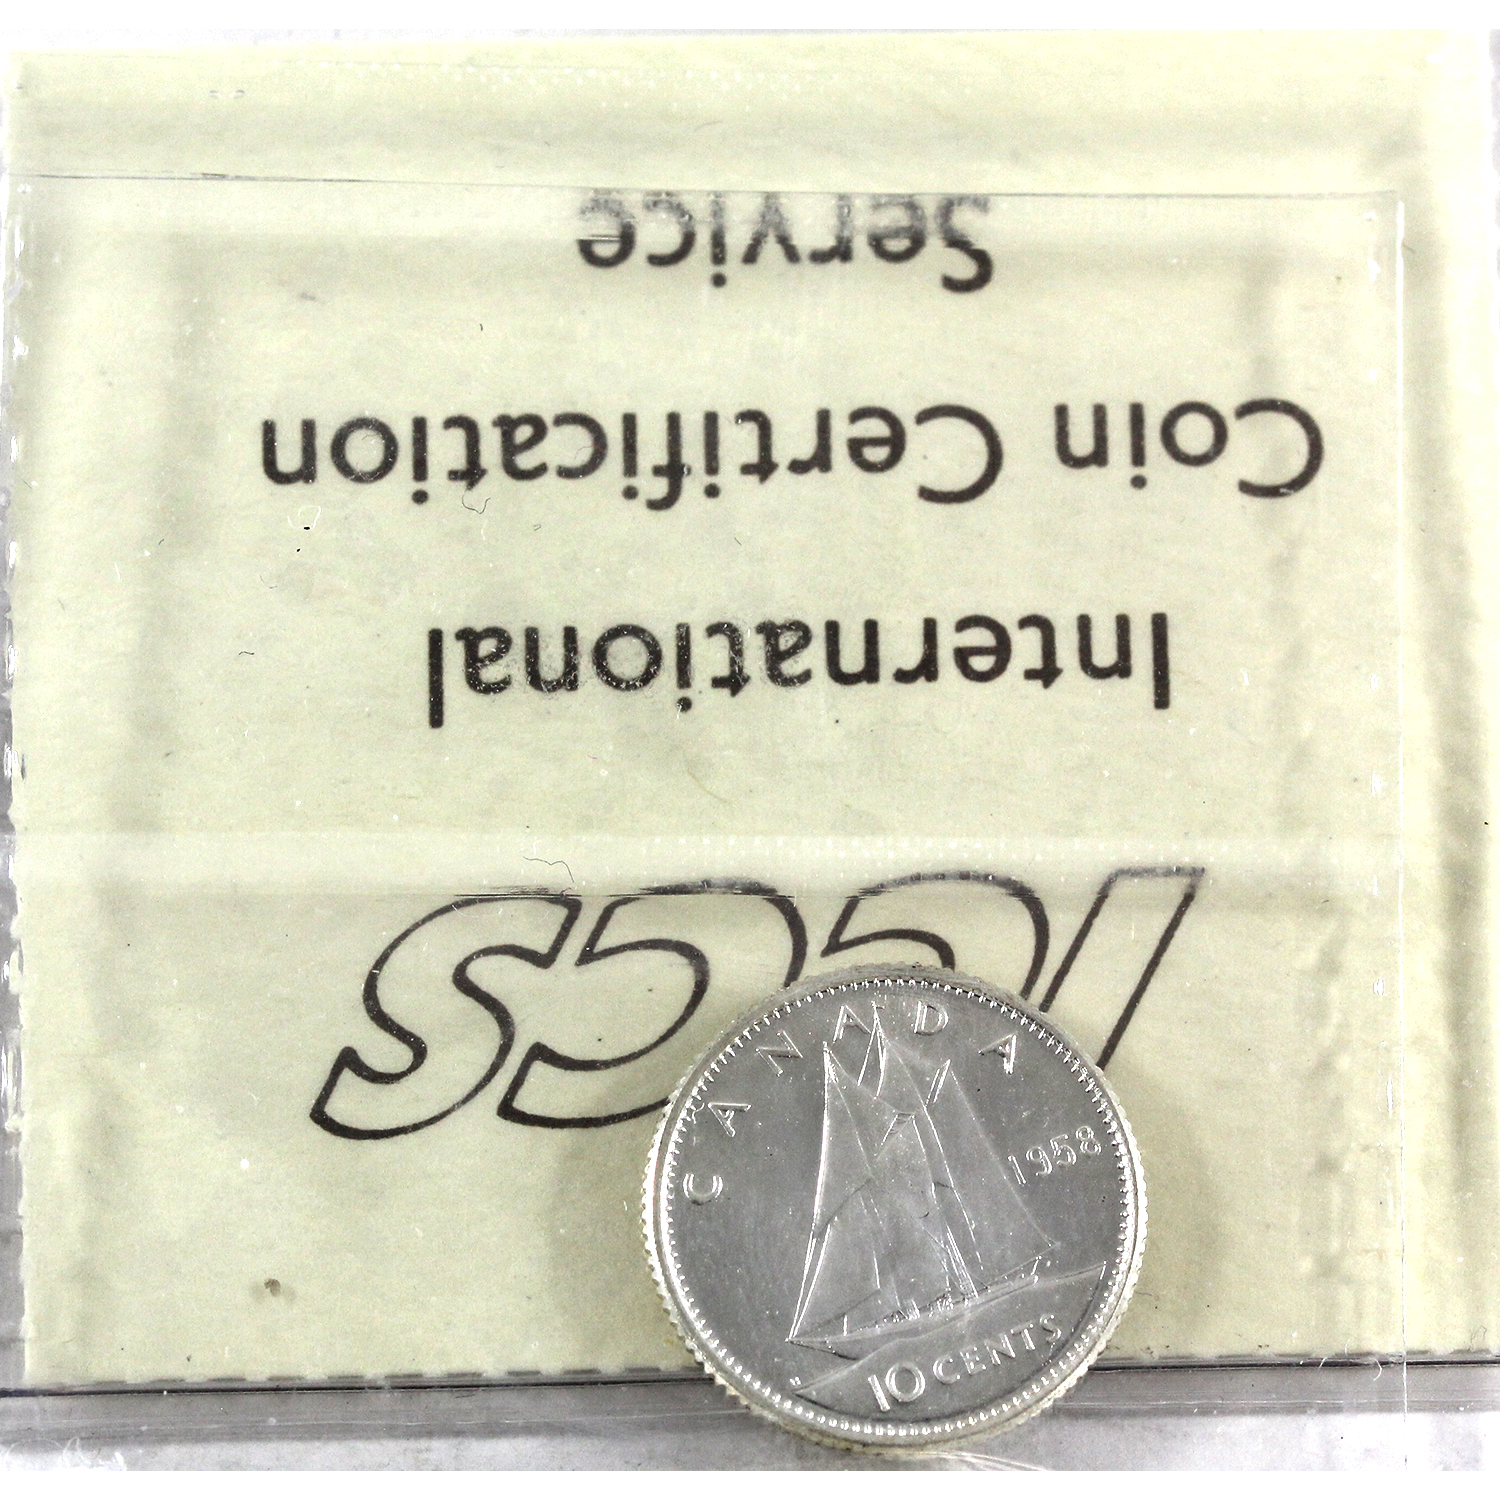 ICCS
International
Coin Certification
Service
CANADA
1958
10 CENTS